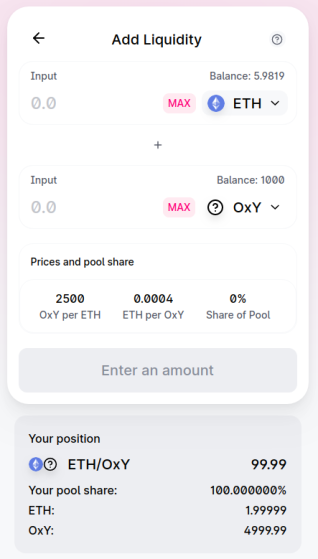 Add Liquidity
Input Balance: 5.9819
0.0 MAX ETH
+
Input Balance: 1000
0.0 MAX OxY
Prices and pool share
2500 0.0004 0%
OxY per ETH ETH per OxY Share of Pool
Enter an amount
Your position
ETH/OxY 99.99
Your pool share: 100.000000%
ETH: 1.99999
OxY: 4999.99